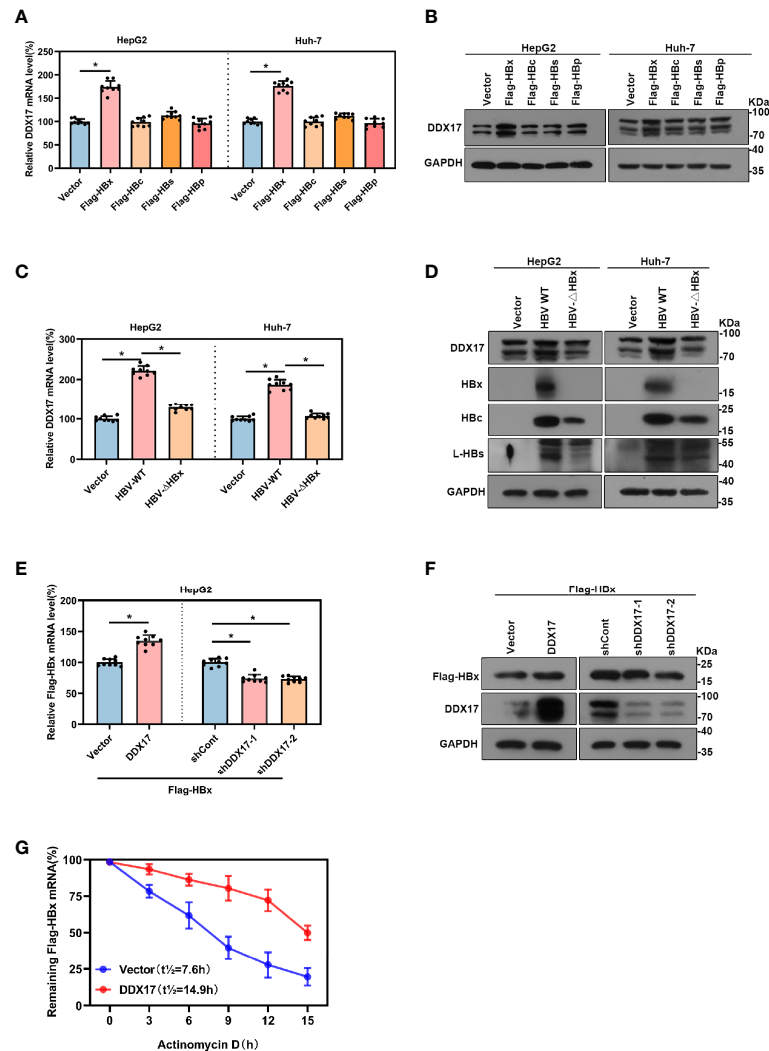 A
HepG2
Huh-7
Relative DDX17 mRNA level(%)
250
200
150
100
50
0
*
*
Vector
Flag-HBx
Flag-HBc
Flag-HBs
Flag-HBp
Vector
Flag-HBx
Flag-HBc
Flag-HBs
Flag-HBp
B
HepG2
Huh-7
Vector
Flag-HBx
Flag-HBc
Flag-HBs
Flag-HBp
Vector
Flag-HBx
Flag-HBc
Flag-HBs
Flag-HBp
KDa
DDX17
-100
-70
GAPDH
-40
-35
C
HepG2
Huh-7
Relative DDX17 mRNA level(%)
300
200
100
0
* * * *
Vector
HBV-WT
HBV-ΔHBx
Vector
HBV-WT
HBV-ΔHBx
D
HepG2
Huh-7
Vector
HBV WT
HBV-△HBx
Vector
HBV WT
HBV-△HBx
KDa
DDX17
-100
-70
HBx
-15
HBc
-25
-15
L-HBs
-55
-40
GAPDH
-40
-35
E
HepG2
Relative Flag-HBx mRNA level(%)
200
150
100
50
0
* * *
Vector
DDX17
shCont
shDDX17-1
shDDX17-2
Flag-HBx
F
Flag-HBx
Vector
DDX17
shCont
shDDX17-1
shDDX17-2
KDa
Flag-HBx
-25
-15
DDX17
-100
-70
GAPDH
-40
-35
G
Remaining Flag-HBx mRNA(%)
100
75
50
25
0
Vector(t½=7.6h)
DDX17(t½=14.9h)
0 3 6 9 12 15
Actinomycin D(h)